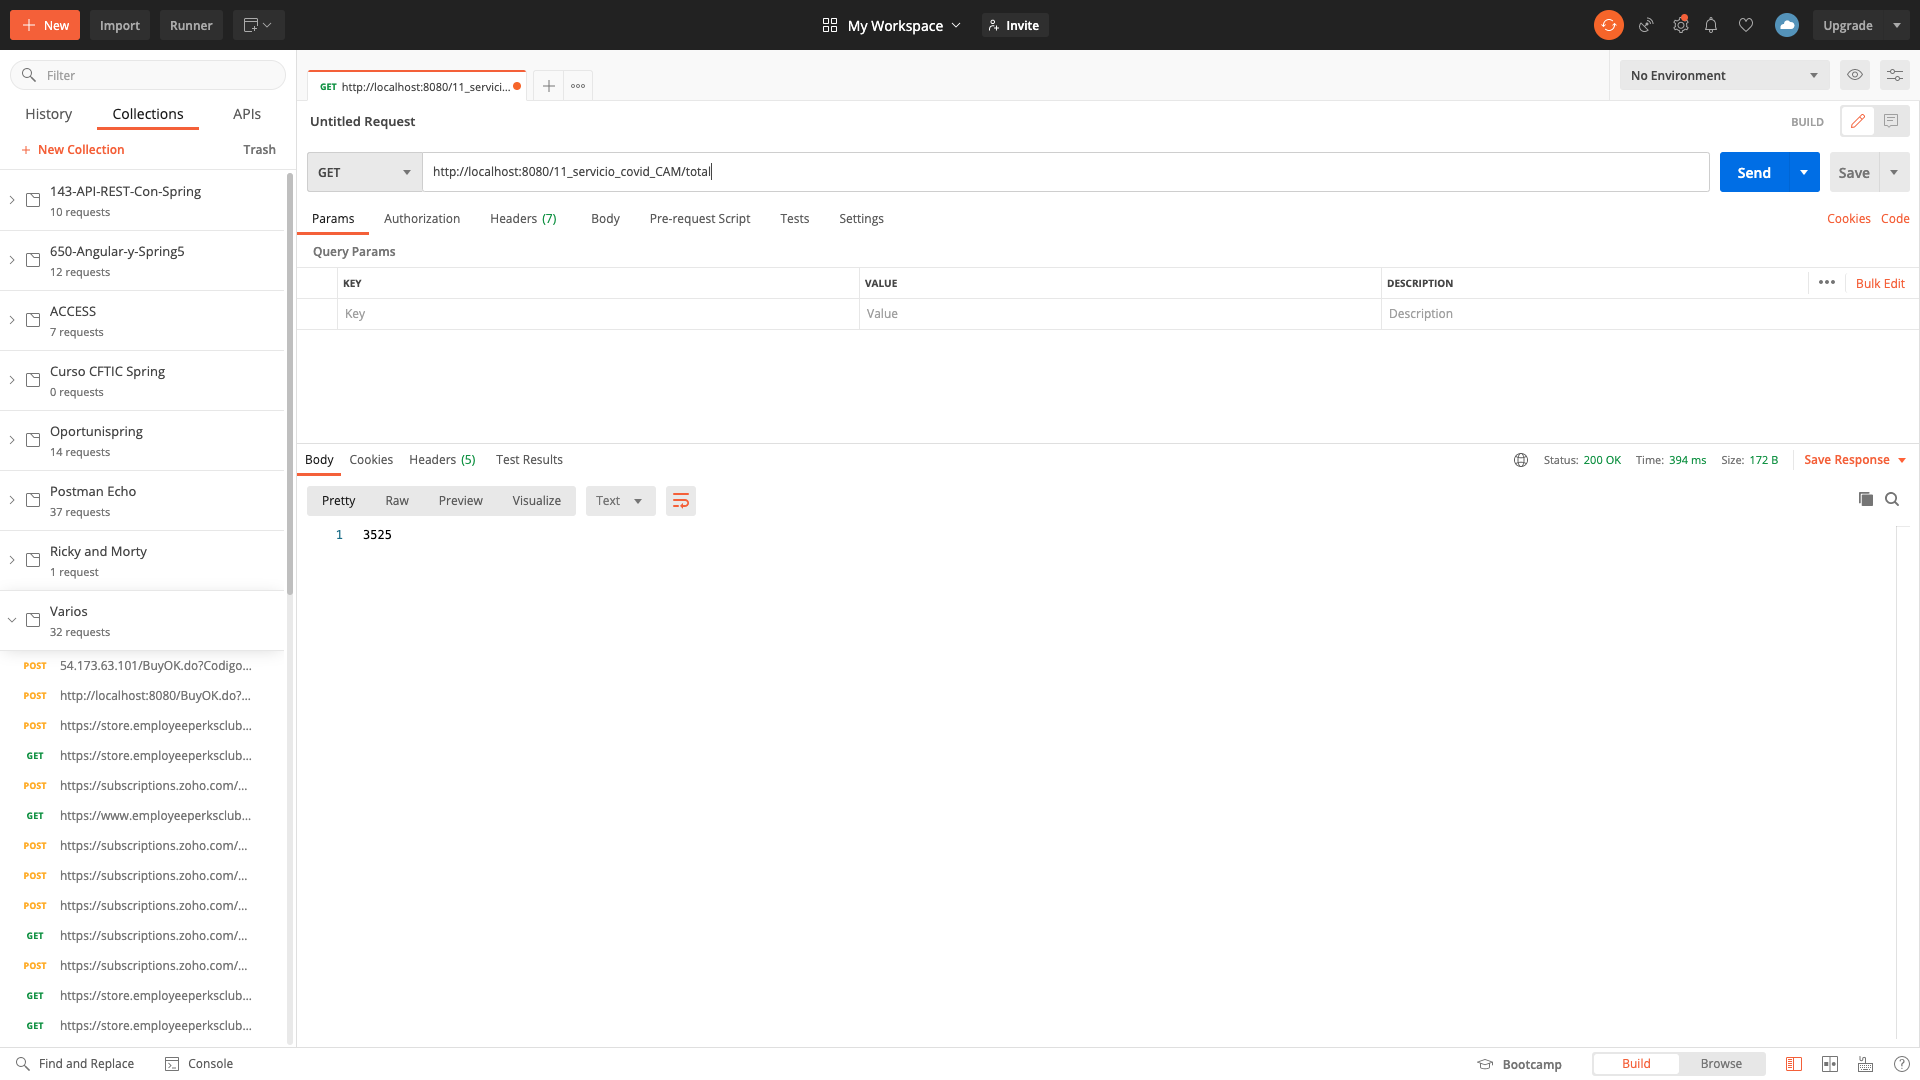 New
Import
Runner
My Workspace
Invite
Upgrade
Filter
History
Collections
APIs
New Collection
Trash
143-API-REST-Con-Spring
10 requests
650-Angular-y-Spring5
12 requests
ACCESS
7 requests
Curso CFTIC Spring
0 requests
Oportunispring
14 requests
Postman Echo
37 requests
Ricky and Morty
1 request
Varios
32 requests
POST 54.173.63.101/BuyOK.do?Codigo...
POST http://localhost:8080/BuyOK.do?...
POST https://store.employeeperksclub...
GET https://store.employeeperksclub...
POST https://subscriptions.zoho.com/...
GET https://www.employeeperksclub...
POST https://subscriptions.zoho.com/...
POST https://subscriptions.zoho.com/...
POST https://subscriptions.zoho.com/...
GET https://subscriptions.zoho.com/...
POST https://subscriptions.zoho.com/...
GET https://store.employeeperksclub...
GET https://store.employeeperksclub...
GET http://localhost:8080/11_servici...
No Environment
Untitled Request
BUILD
GET
http://localhost:8080/11_servicio_covid_CAM/total
Send
Save
Params
Authorization
Headers (7)
Body
Pre-request Script
Tests
Settings
Cookies
Code
Query Params
KEY
VALUE
DESCRIPTION
Bulk Edit
Key
Value
Description
Body
Cookies
Headers (5)
Test Results
Status: 200 OK
Time: 394 ms
Size: 172 B
Save Response
Pretty
Raw
Preview
Visualize
Text
1 3525
Find and Replace
Console
Bootcamp
Build
Browse